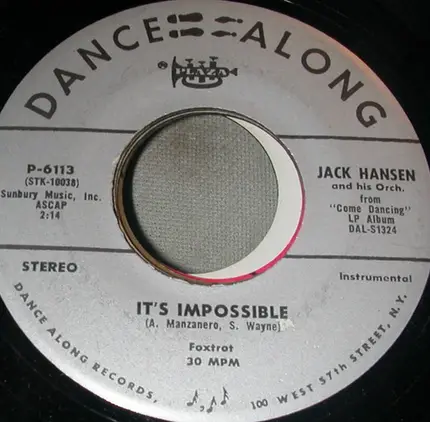 DANCE ALONG
® PLAZA
P-6113
(STK-10038)
Sunbury Music, Inc.
ASCAP
2:14
JACK HANSEN
and his Orch.
from
"Come Dancing"
LP Album
DAL-S1324
STEREO
Instrumental
IT'S IMPOSSIBLE
(A. Manzanero, S. Wayne)
Foxtrot
30 MPM
DANCE ALONG RECORDS, 100 WEST 57th STREET, N.Y.